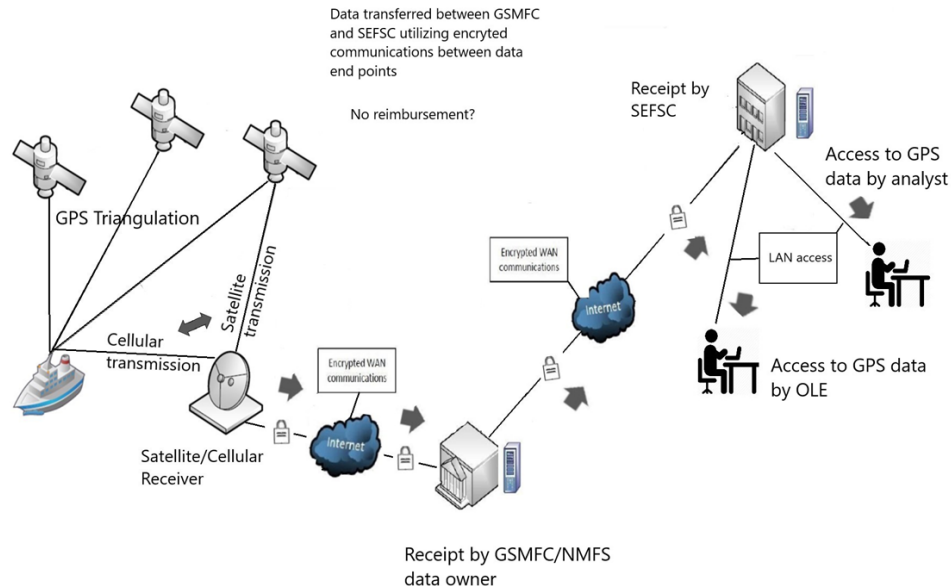 Data transferred between GSMFC
and SEFSC utilizing encryted
communications between data
end points
No reimbursement?
Receipt by
SEFSC
Access to GPS
data by analyst
GPS Triangulation
Satellite
transmission
Encrypted WAN
communications
LAN access
Internet
Cellular
transmission
Encrypted WAN
communications
Access to GPS data
by OLE
Internet
Satellite/Cellular
Receiver
Receipt by GSMFC/NMFS
data owner